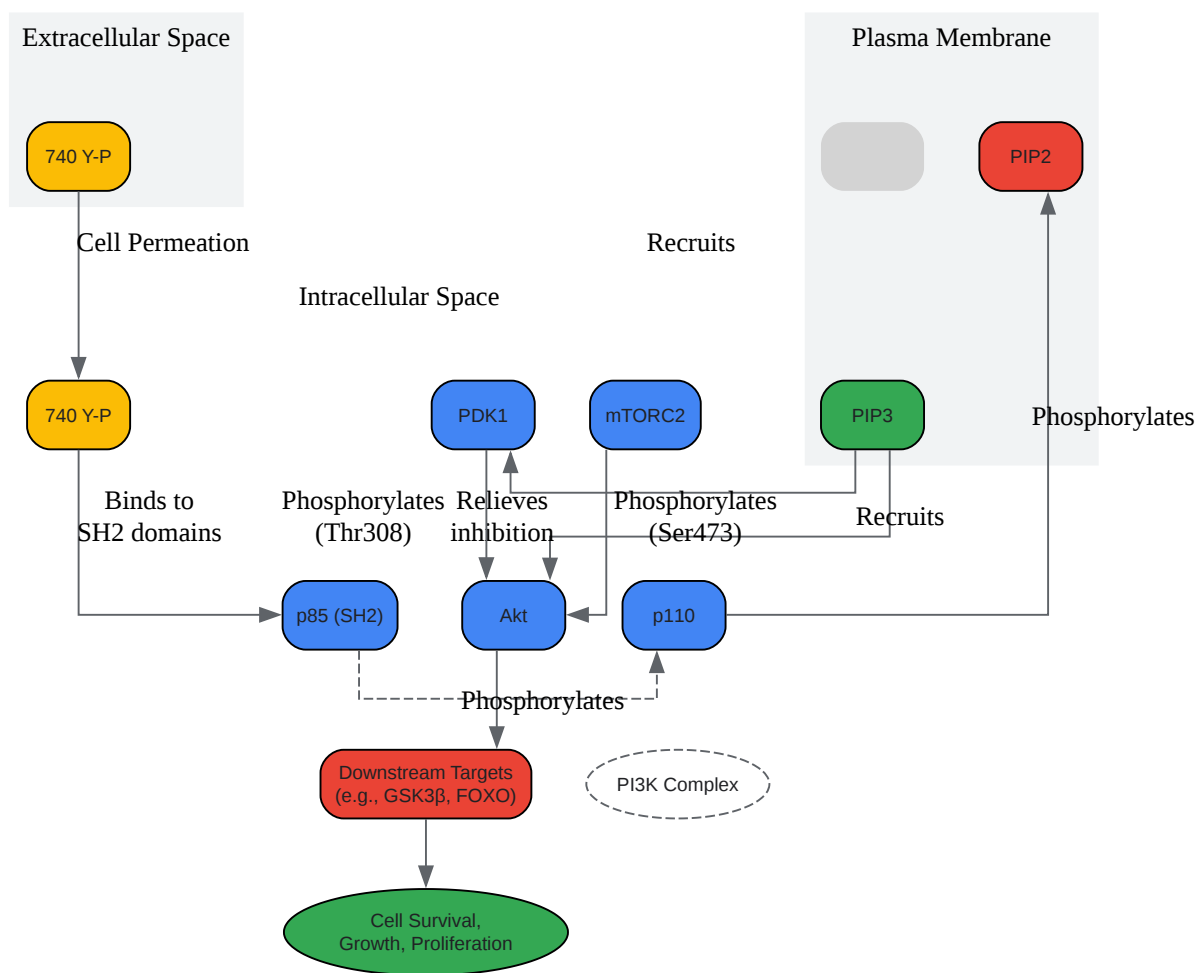 Extracellular Space
Plasma Membrane
740 Y-P
PIP2
Cell Permeation
Recruits
Intracellular Space
740 Y-P
PDK1
mTORC2
PIP3
Phosphorylates
Binds to
SH2 domains
Phosphorylates
(Thr308)
Relieves
inhibition
Phosphorylates
(Ser473)
Recruits
p85 (SH2)
Akt
p110
Phosphorylates
Downstream Targets
(e.g., GSK3β, FOXO)
PI3K Complex
Cell Survival,
Growth, Proliferation